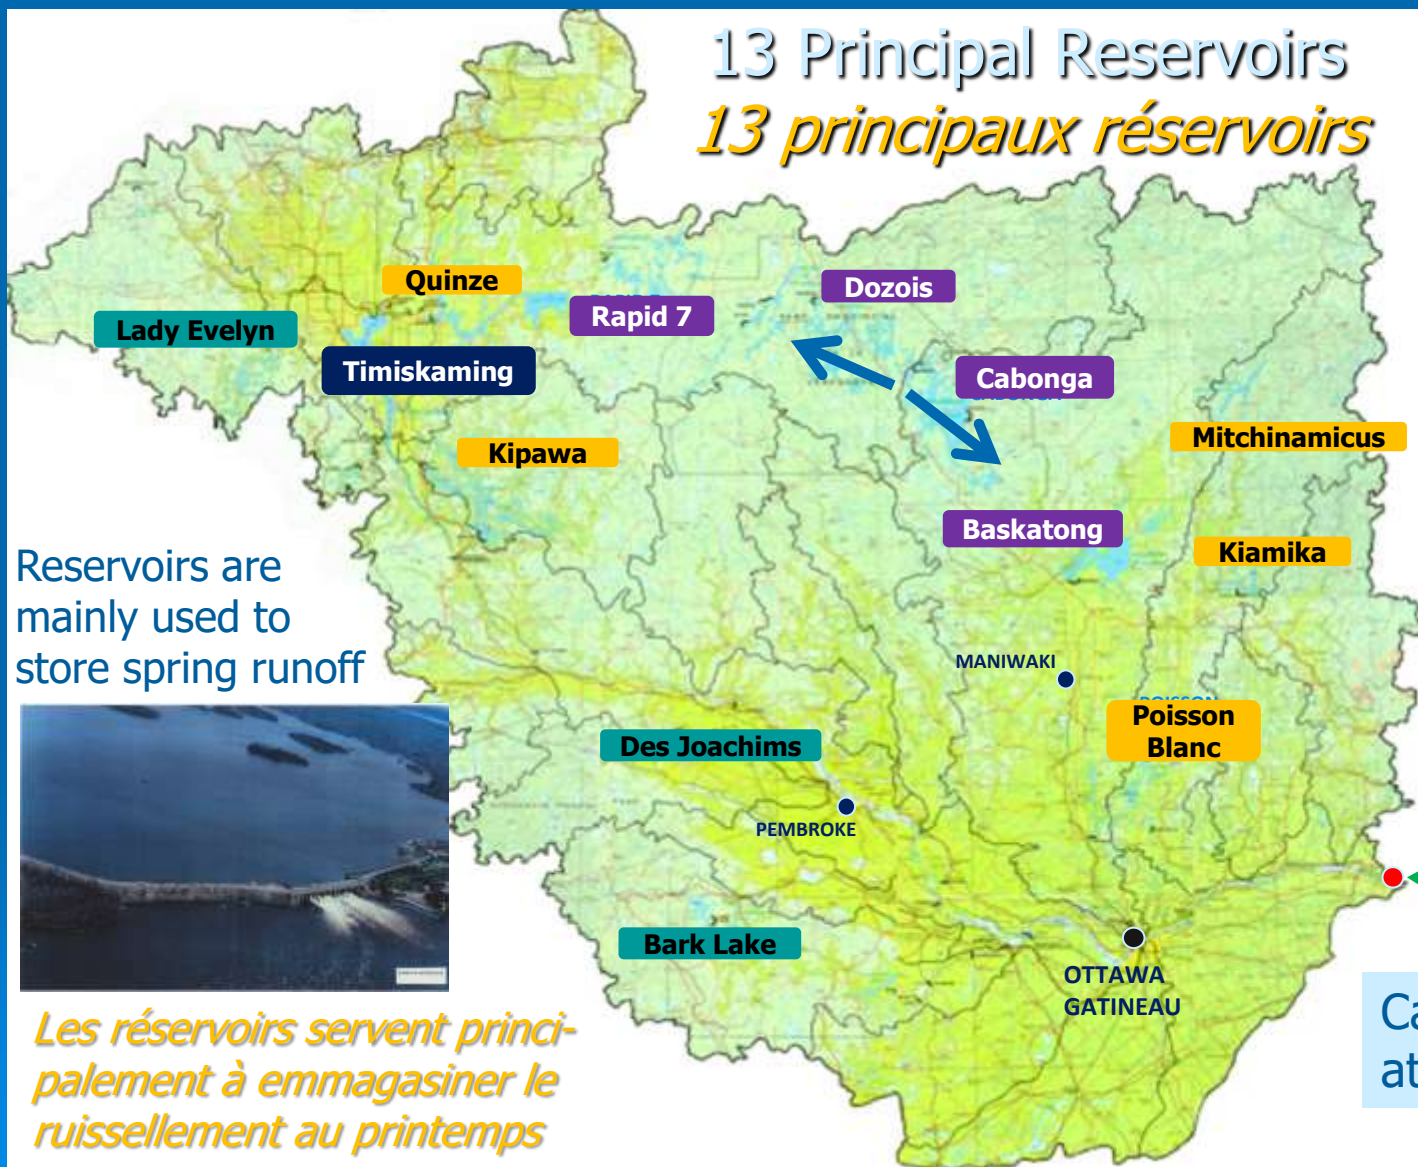 13 Principal Reservoirs
13 principaux réservoirs
Quinze
Dozois
Rapid 7
Lady Evelyn
Timiskaming
Cabonga
Mitchinamicus
Kipawa
Baskatong
Kiamika
Reservoirs are
mainly used to
store spring runoff
MANIWAKI
Poisson
Blanc
Des Joachims
PEMBROKE
Bark Lake
OTTAWA
GATINEAU
Ca
at
Les réservoirs servent princi-
palement à emmagasiner le
ruissellement au printemps